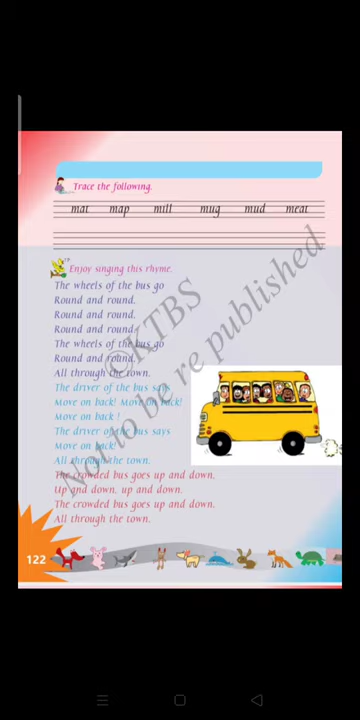 Trace the following.
mat map mill mug mud meat
Enjoy singing this rhyme.
The wheels of the bus go
Round and round.
Round and round.
Round and round.
The wheels of the bus go
Round and round.
All through the town.
The driver of the bus says
Move on back! Move on back!
Move on back !
The driver of the bus says
Move on back!
All through the town.
The crowded bus goes up and down.
Up and down, up and down.
The crowded bus goes up and down.
All through the town.
122
©KTBS
Not to be re published